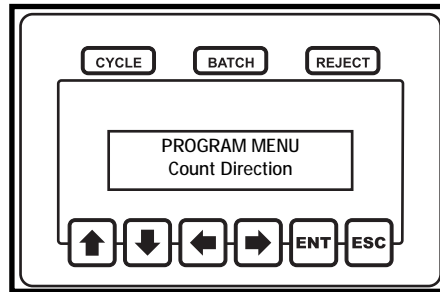 CYCLE BATCH REJECT
PROGRAM MENU
Count Direction
ENT ESC